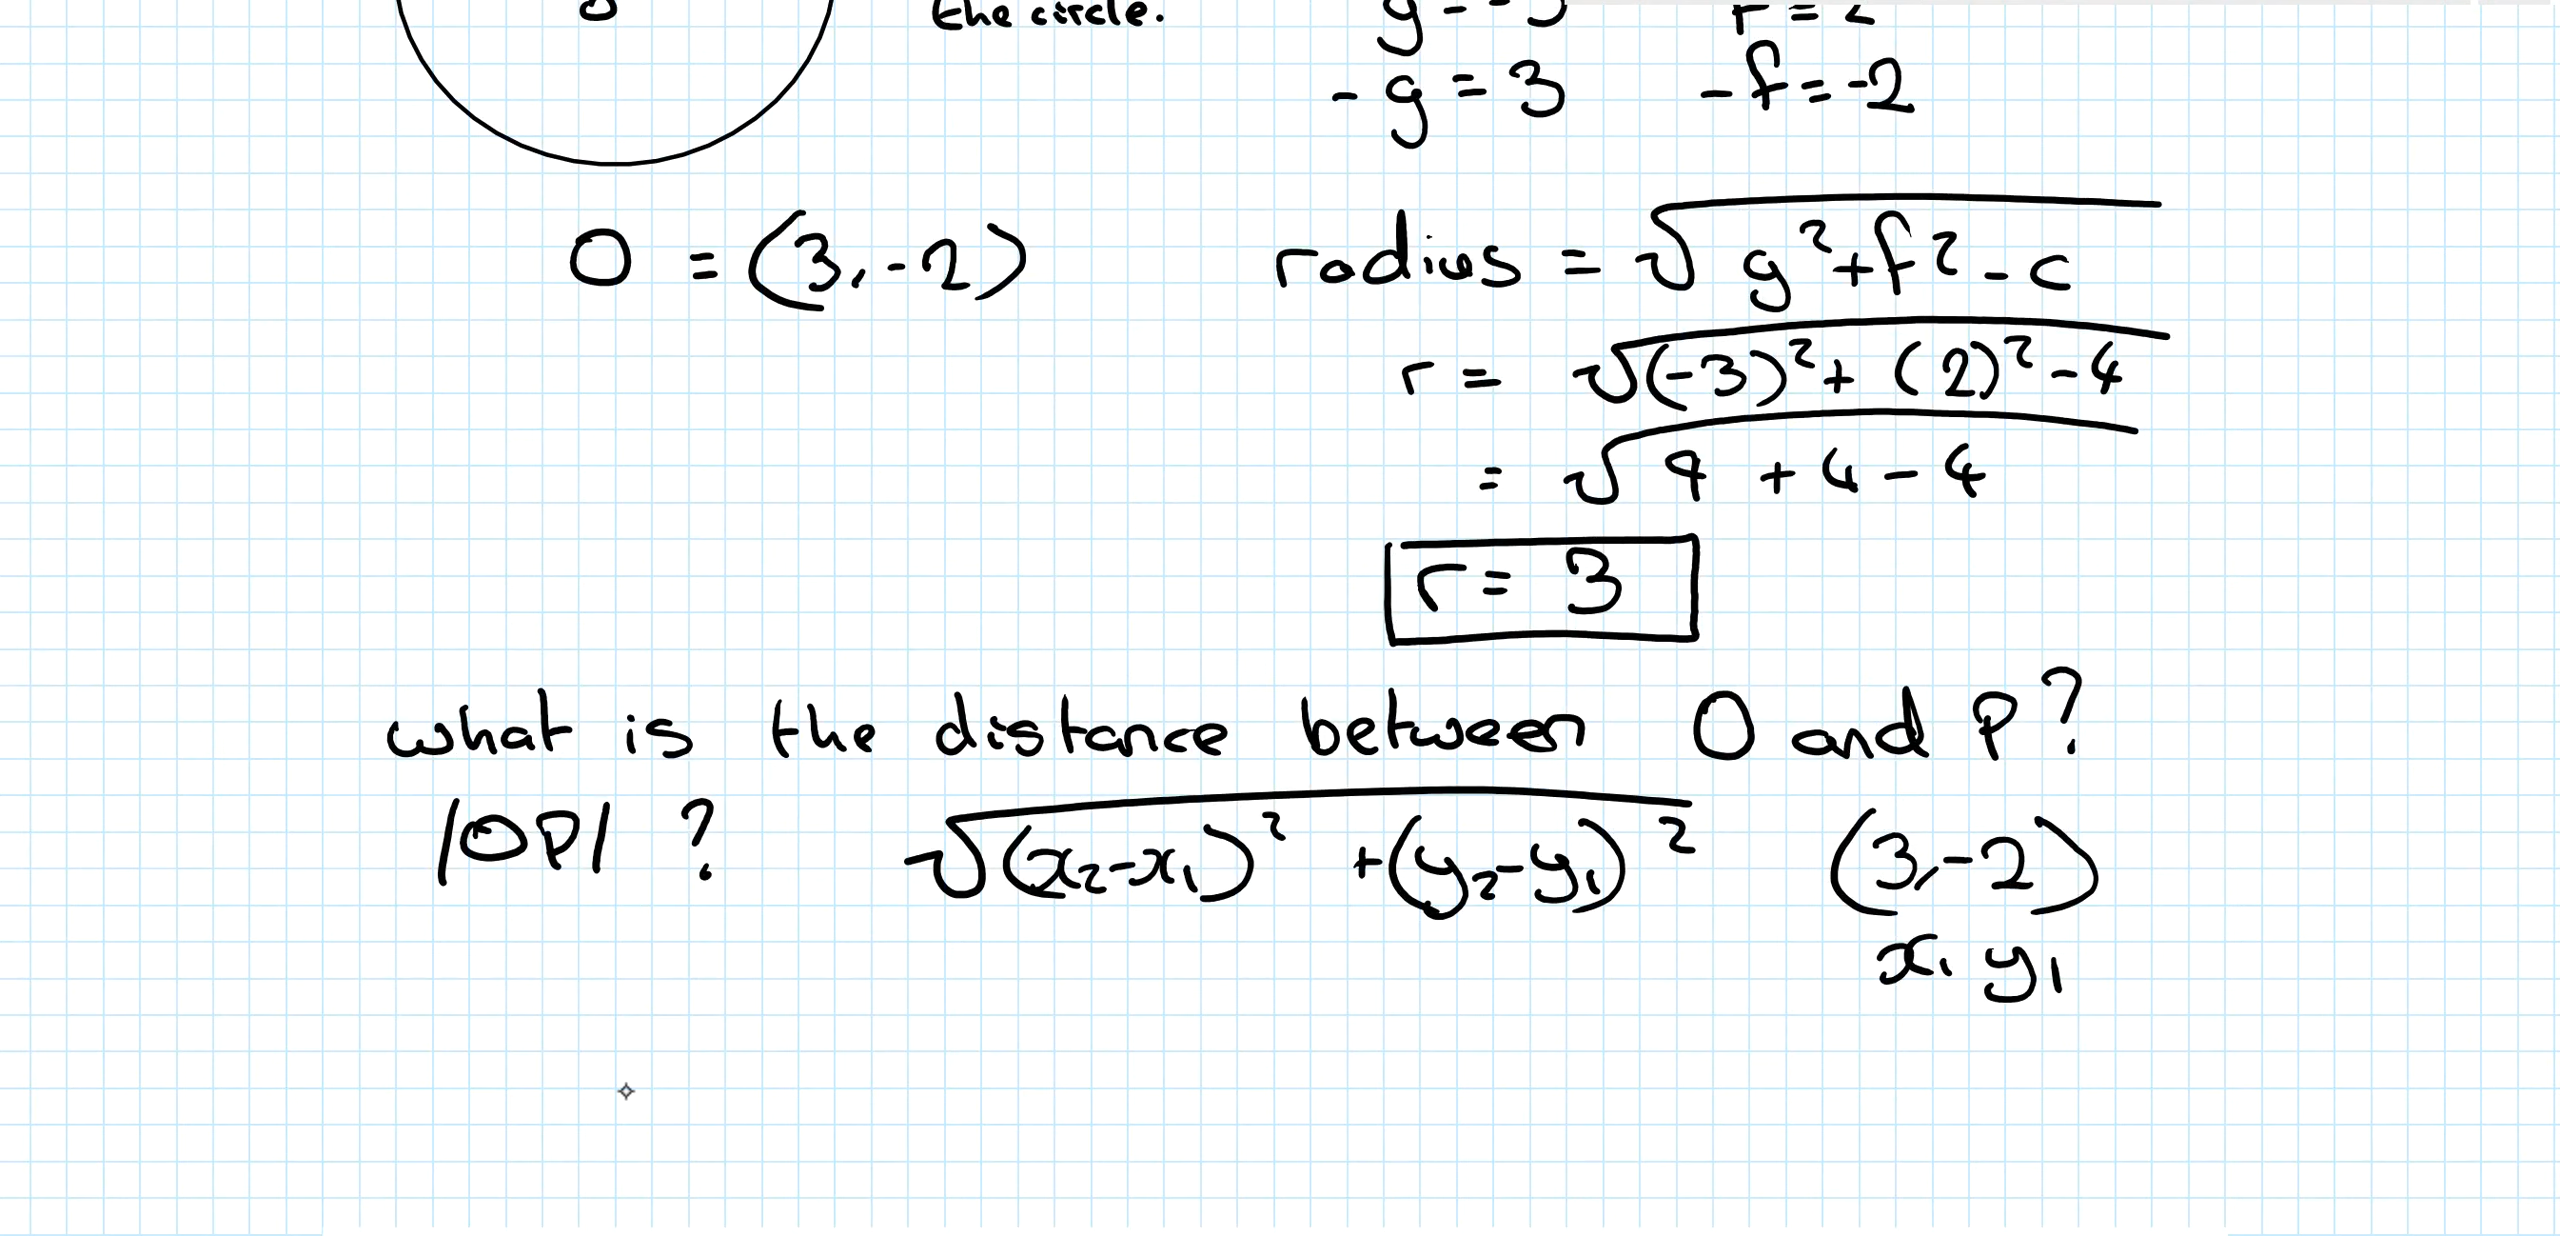 O the circle.
-g = 3 -f = -2
O = (3, -2) radius = √g²+f²-c
r = √(-3)²+(2)²-4
= √9+4-4
r = 3
what is the distance between O and P?
|OP| ? √(x₂-x₁)²+(y₂-y₁)² (3,-2)
x₁ y₁